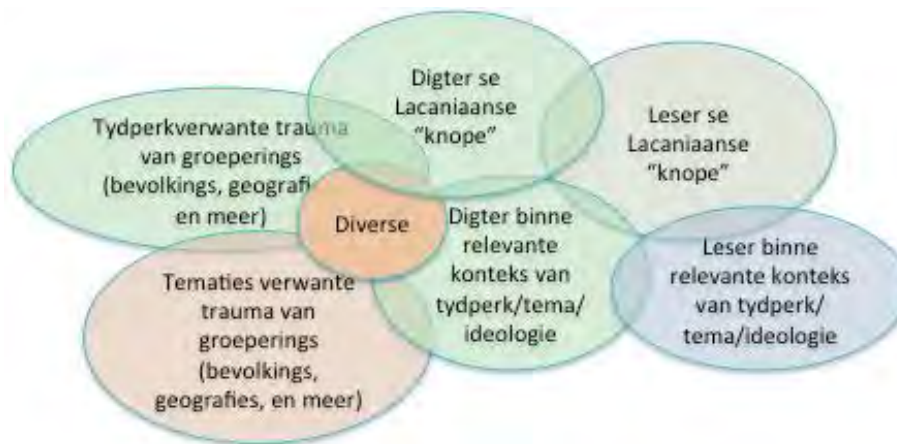 Digter se
Lacaniaanse
“knope”
Leser se
Lacaniaanse
“knope”
Tydperkverwante trauma
van groeperings
(bevolkings, geografi
en meer)
Diverse
Digter binne
relevante
konteks van
tydperk/tema/
ideologie
Leser binne
relevante konteks
van tydperk/
tema/ideologie
Tematies verwante
trauma van
groeperings
(bevolkings,
geografies, en meer)